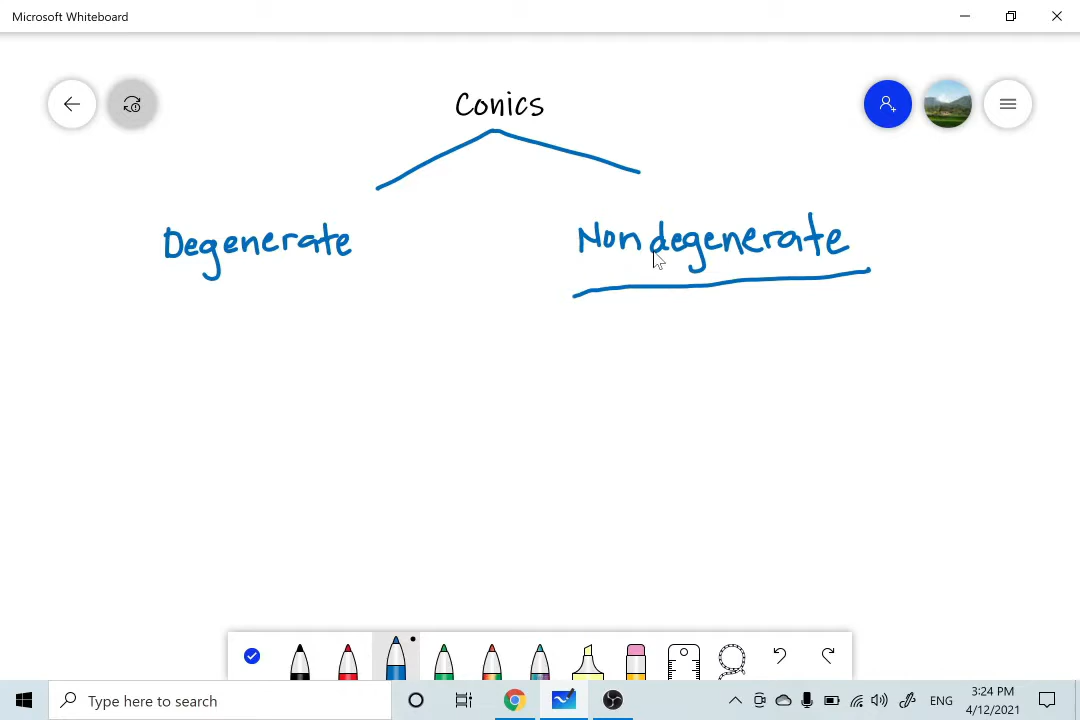 Microsoft Whiteboard
Conics
Degenerate
Nondegenerate
Type here to search
ENG
3:24 PM
4/12/2021